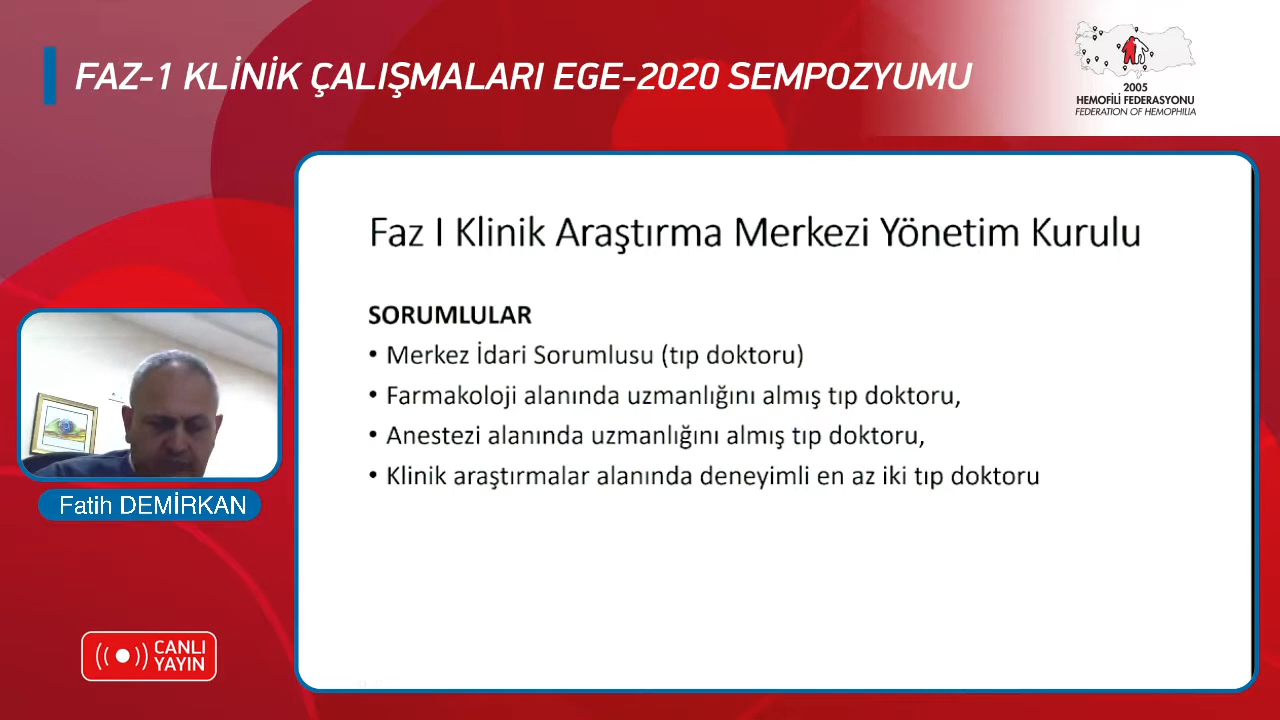 FAZ-1 KLİNİK ÇALIŞMALARI EGE-2020 SEMPOZYUMU
2005
HEMOFİLİ FEDERASYONU
FEDERATION OF HEMOPHILIA
Faz I Klinik Araştırma Merkezi Yönetim Kurulu
SORUMLULAR
• Merkez İdari Sorumlusu (tıp doktoru)
• Farmakoloji alanında uzmanlığını almış tıp doktoru,
• Anestezi alanında uzmanlığını almış tıp doktoru,
• Klinik araştırmalar alanında deneyimli en az iki tıp doktoru
Fatih DEMİRKAN
CANLI
YAYIN